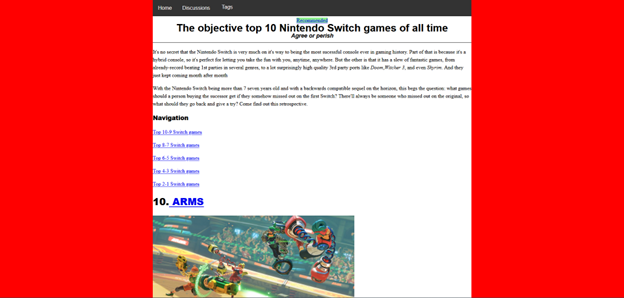 Home Discussions Tags
Recommended
The objective top 10 Nintendo Switch games of all time
Agree or perish
It's no secret that the Nintendo Switch is very much on it's way to being the most successful console ever in gaming history. Part of that is because it's a
hybrid console, so it's perfect for letting you take the fun with you, anytime, anywhere. But the other is that it has a slew of fantastic games, from
already record beating 1st parties in several genres, to a lot surprisingly high quality 3rd party ports like Doom, Witcher 3, and even Skyrim. And they
just kept coming month after month
With the Nintendo Switch being more than 7 seven years old and with a backwards compatible sequel on the horizon, this begs the question: what games
should a person buying the successor get if they somehow missed out on the first Switch? There'll always be someone who missed out on the original, so
what should they go back and give a try? Come find out this retrospective.
Navigation
Top 10-9 Switch games
Top 8-7 Switch games
Top 6-5 Switch games
Top 4-3 Switch games
Top 2-1 Switch games
10. ARMS